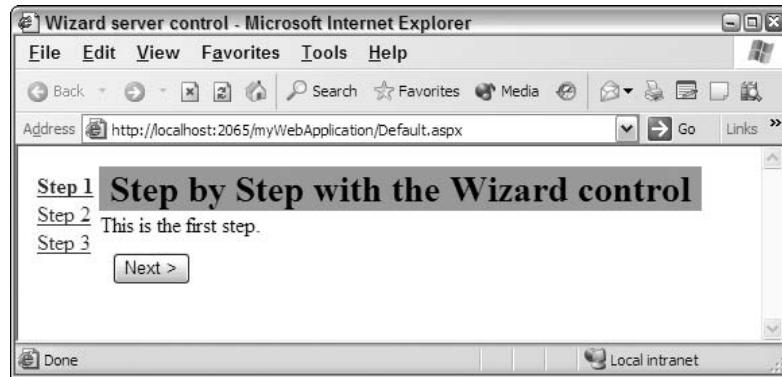 Wizard server control - Microsoft Internet Explorer
File Edit View Favorites Tools Help
Back Search Favorites Media
Address http://localhost:2065/myWebApplication/Default.aspx Go Links »
Step 1
Step 2
Step 3
Step by Step with the Wizard control
This is the first step.
Next >
Done Local intranet